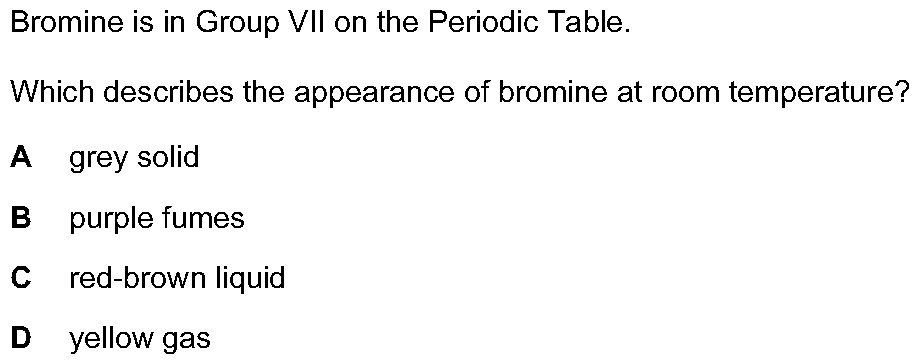 Bromine is in Group VII on the Periodic Table.
Which describes the appearance of bromine at room temperature?
A grey solid
B purple fumes
C red-brown liquid
D yellow gas